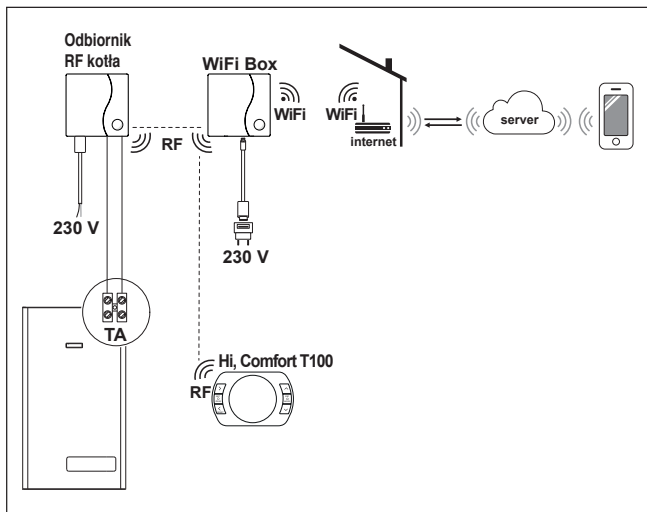 Odbiornik
RF kotła
WiFi Box
WiFi
WiFi
internet
server
RF
230 V
230 V
TA
Hi, Comfort T100
RF